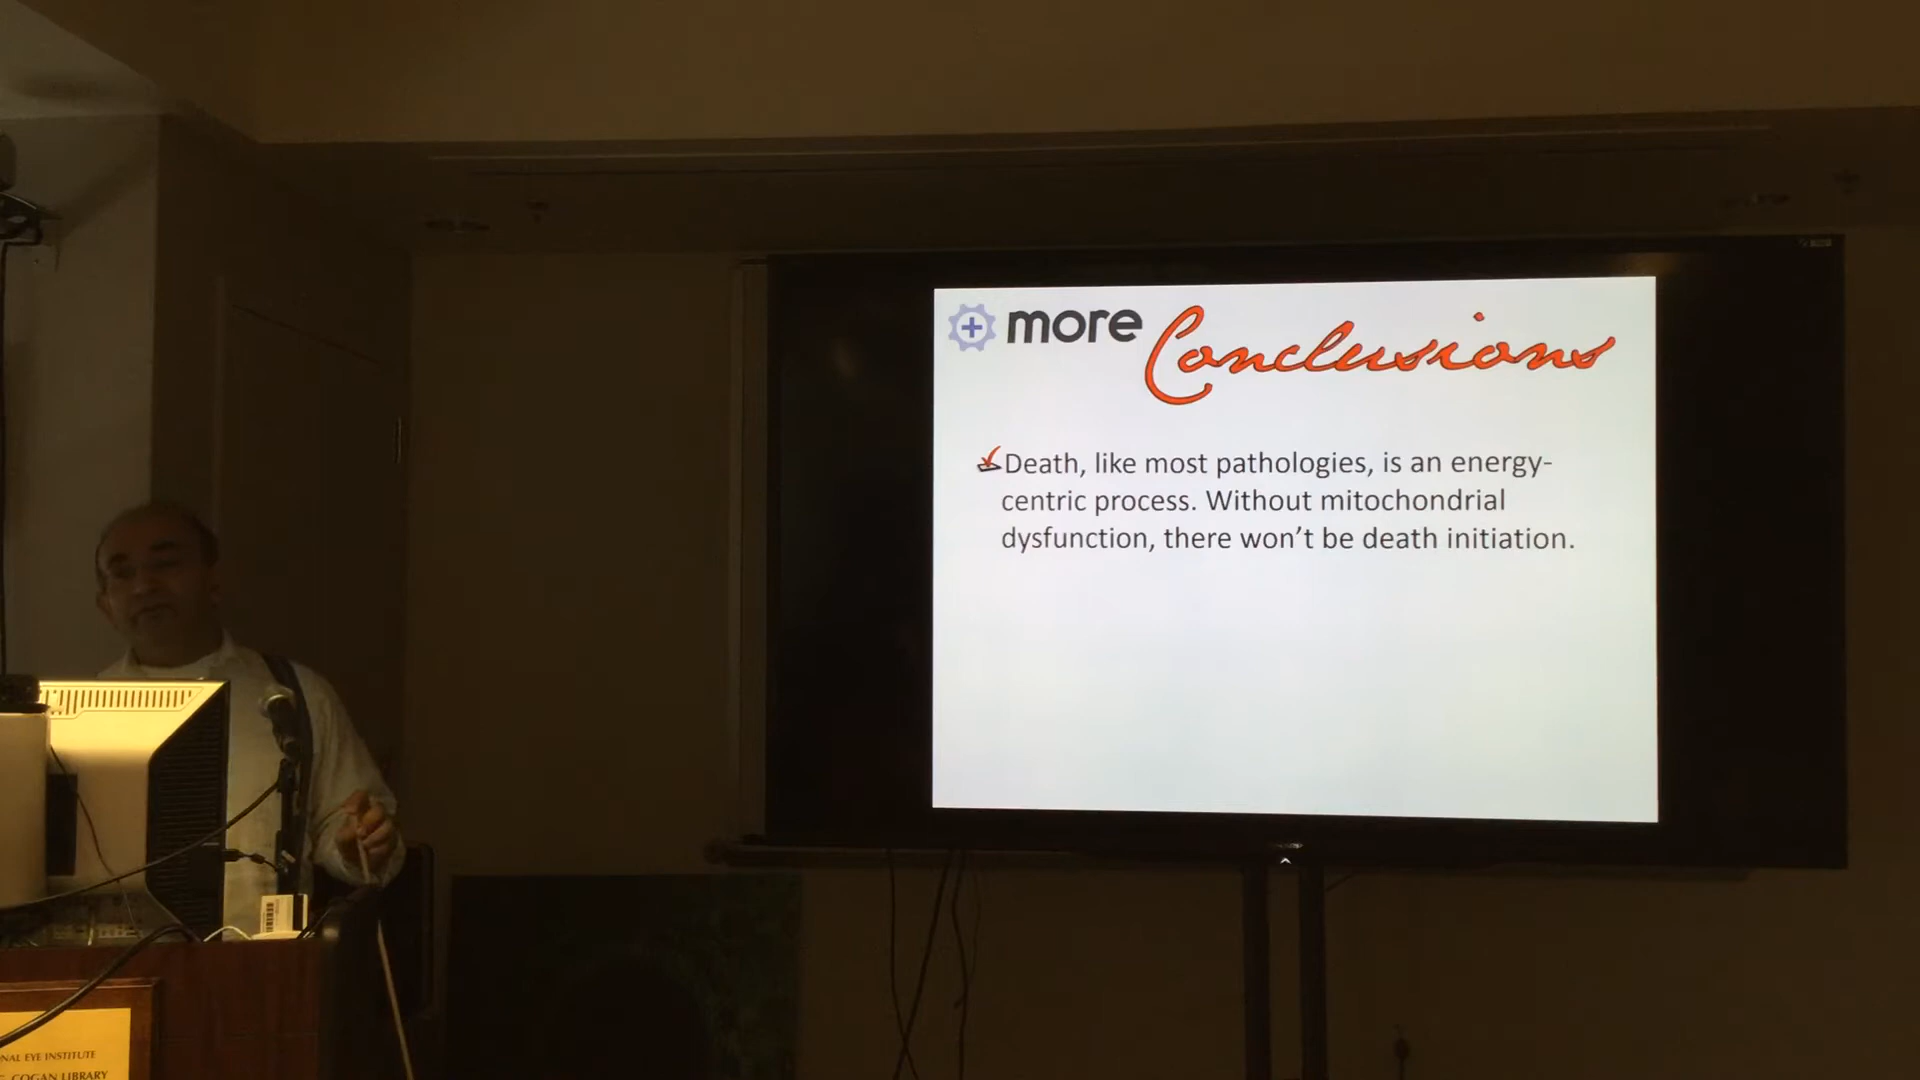 more Conclusions
Death, like most pathologies, is an energy-
centric process. Without mitochondrial
dysfunction, there won't be death initiation.
NAL EYE INSTITUTE
COGAN LIBRARY